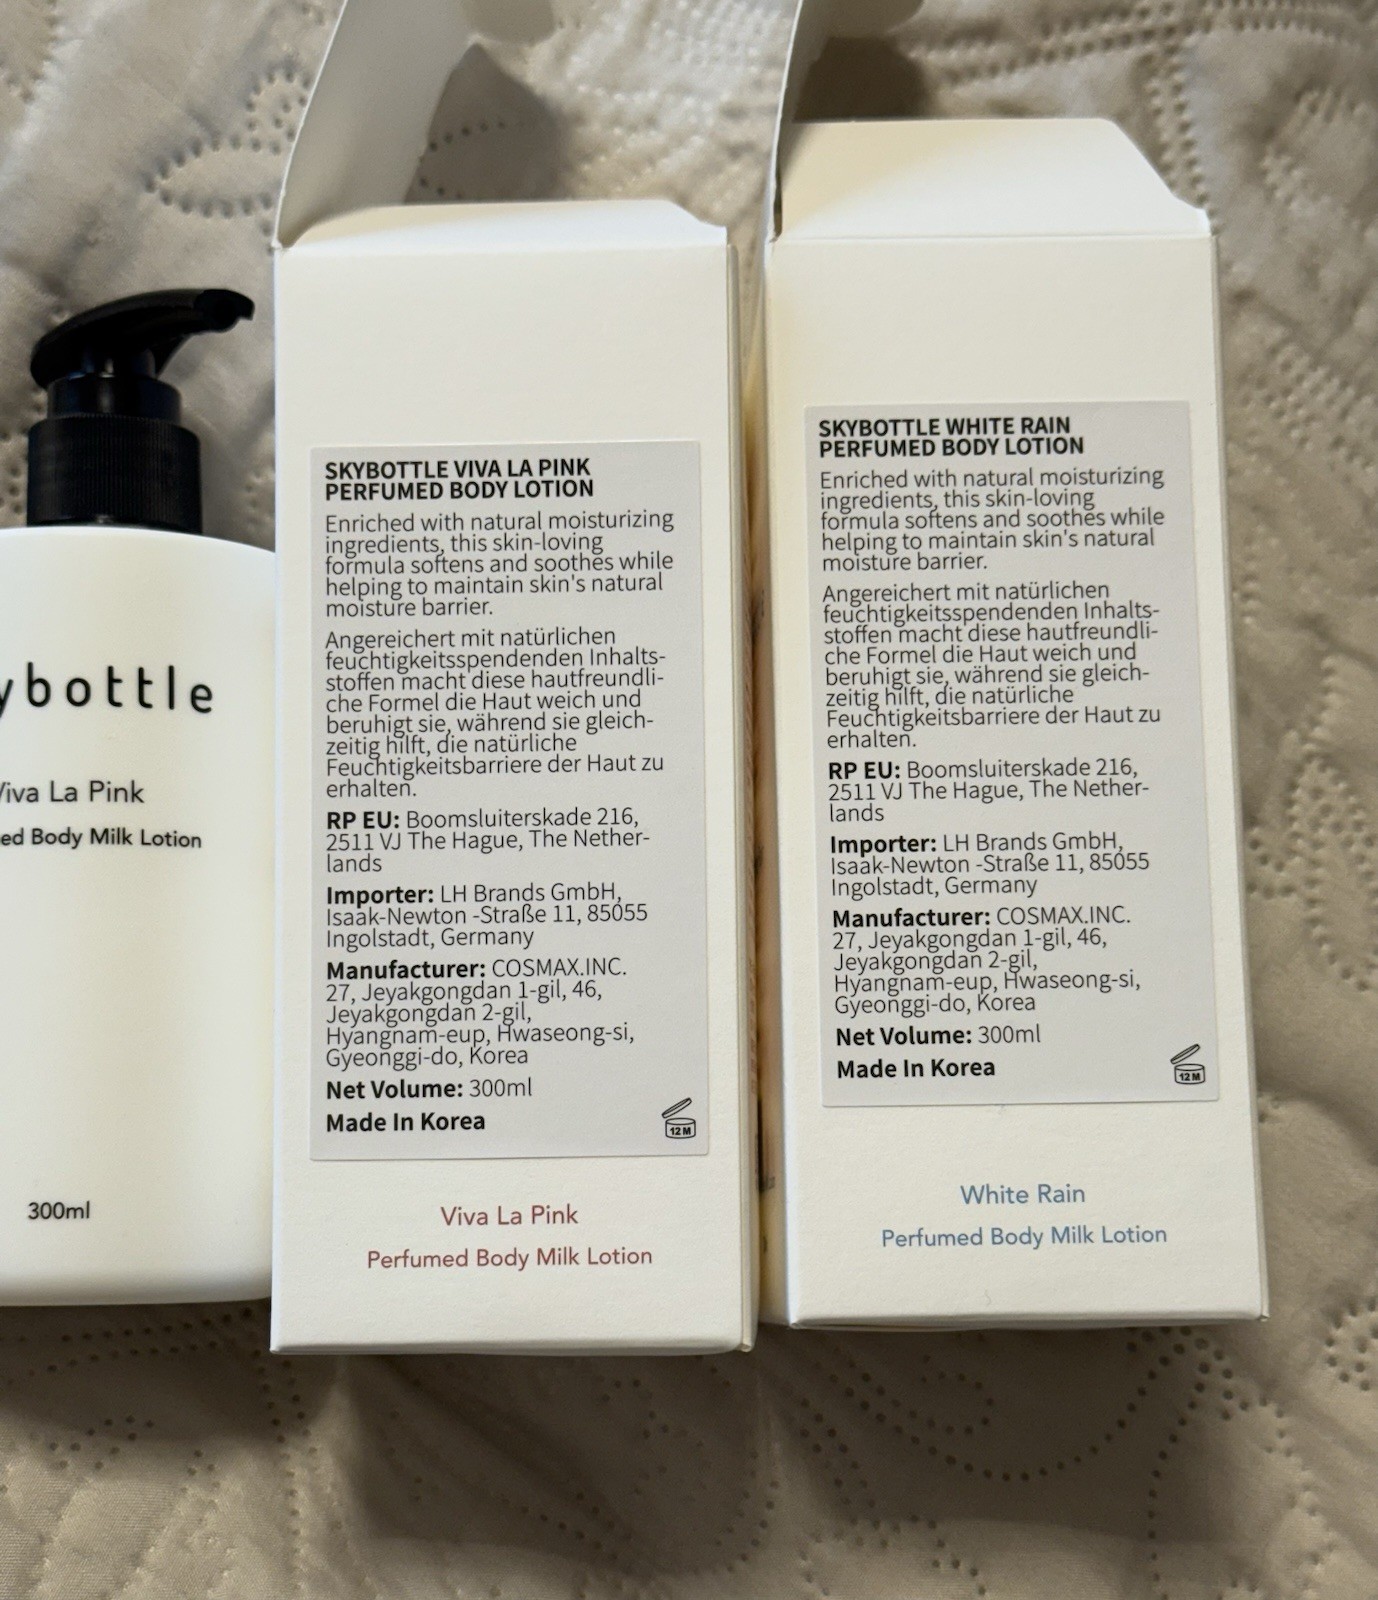 ybottle
Viva La Pink
ed Body Milk Lotion
300ml
SKYBOTTLE VIVA LA PINK
PERFUMED BODY LOTION
Enriched with natural moisturizing
ingredients, this skin-loving
formula softens and soothes while
helping to maintain skin's natural
moisture barrier.
Angereichert mit natürlichen
feuchtigkeitsspendenden Inhalts-
stoffen macht diese hautfreundli-
che Formel die Haut weich und
beruhigt sie, während sie gleich-
zeitig hilft, die natürliche
Feuchtigkeitsbarriere der Haut zu
erhalten.
RP EU: Boomsluiterskade 216,
2511 VJ The Hague, The Nether-
lands
Importer: LH Brands GmbH,
Isaak-Newton -Straße 11, 85055
Ingolstadt, Germany
Manufacturer: COSMAX.INC.
27, Jeyakgongdan 1-gil, 46,
Jeyakgongdan 2-gil,
Hyangnam-eup, Hwaseong-si,
Gyeonggi-do, Korea
Net Volume: 300ml
Made In Korea
12 M
Viva La Pink
Perfumed Body Milk Lotion
SKYBOTTLE WHITE RAIN
PERFUMED BODY LOTION
Enriched with natural moisturizing
ingredients, this skin-loving
formula softens and soothes while
helping to maintain skin's natural
moisture barrier.
Angereichert mit natürlichen
feuchtigkeitsspendenden Inhalts-
stoffen macht diese hautfreundli-
che Formel die Haut weich und
beruhigt sie, während sie gleich-
zeitig hilft, die natürliche
Feuchtigkeitsbarriere der Haut zu
erhalten.
RP EU: Boomsluiterskade 216,
2511 VJ The Hague, The Nether-
lands
Importer: LH Brands GmbH,
Isaak-Newton -Straße 11, 85055
Ingolstadt, Germany
Manufacturer: COSMAX.INC.
27, Jeyakgongdan 1-gil, 46,
Jeyakgongdan 2-gil,
Hyangnam-eup, Hwaseong-si,
Gyeonggi-do, Korea
Net Volume: 300ml
Made In Korea
12 M
White Rain
Perfumed Body Milk Lotion